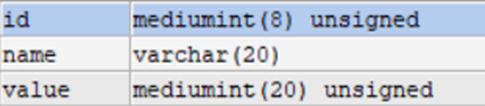 id mediumint(8) unsigned
name varchar(20)
value mediumint(20) unsigned